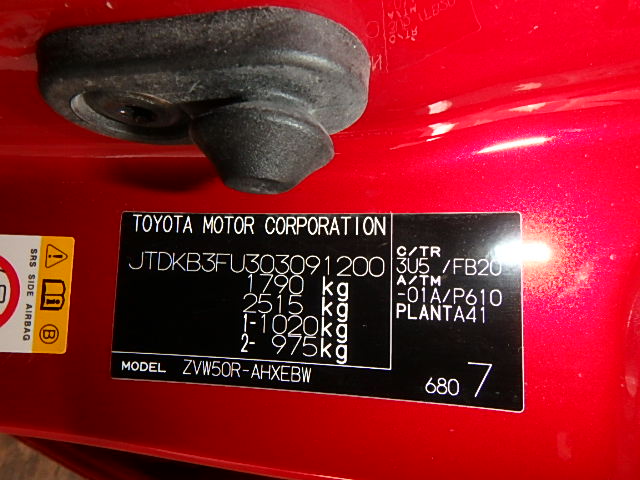 TOYOTA MOTOR CORPORATION
JTDKB3FU303091200
1790 kg
2515 kg
1-1020kg
2- 975kg
MODEL ZVW50R-AHXEBW
C/TR
3U5 /FB20
A/TM
-01A/P610
PLANTA41
680 7
SRS SIDE AIRBAG